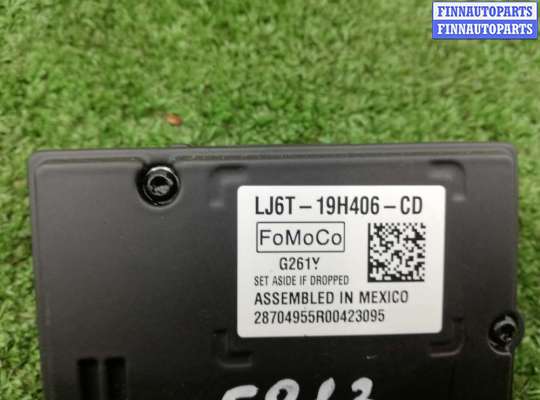 FINNAUTOPARTS
FINNAUTOPARTS
LJ6T-19H406-CD
FoMoCo
G261Y
SET ASIDE IF DROPPED
ASSEMBLED IN MEXICO
28704955R00423095